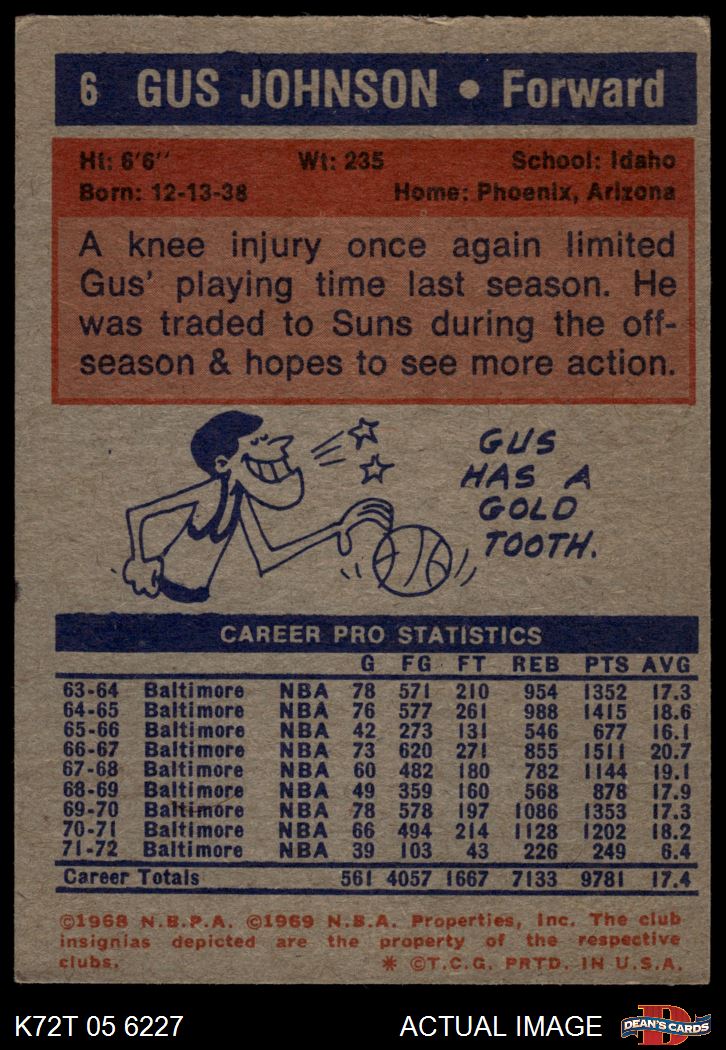 6 GUS JOHNSON • Forward
Ht: 6'6" Wt: 235 School: Idaho
Born: 12-13-38 Home: Phoenix, Arizona
A knee injury once again limited
Gus' playing time last season. He
was traded to Suns during the off-
season & hopes to see more action.
GUS
HAS A
GOLD
TOOTH.
CAREER PRO STATISTICS
G FG FT REB PTS AVG
63-64 Baltimore NBA 78 571 210 954 1352 17.3
64-65 Baltimore NBA 76 577 261 988 1415 18.6
65-66 Baltimore NBA 42 273 131 546 677 16.1
66-67 Baltimore NBA 73 620 271 855 1511 20.7
67-68 Baltimore NBA 60 482 180 782 1144 19.1
68-69 Baltimore NBA 49 359 160 568 878 17.9
69-70 Baltimore NBA 78 578 197 1086 1353 17.3
70-71 Baltimore NBA 66 494 214 1128 1202 18.2
71-72 Baltimore NBA 39 103 43 226 249 6.4
Career Totals 561 4057 1667 7133 9781 17.4
©1968 N.B.P.A. ©1969 N.B.A. Properties, Inc. The club
insignias depicted are the property of the respective
clubs. * ©T.C.G. PRTD. IN U.S.A.
K72T 05 6227 ACTUAL IMAGE
D
DEAN'S CARDS